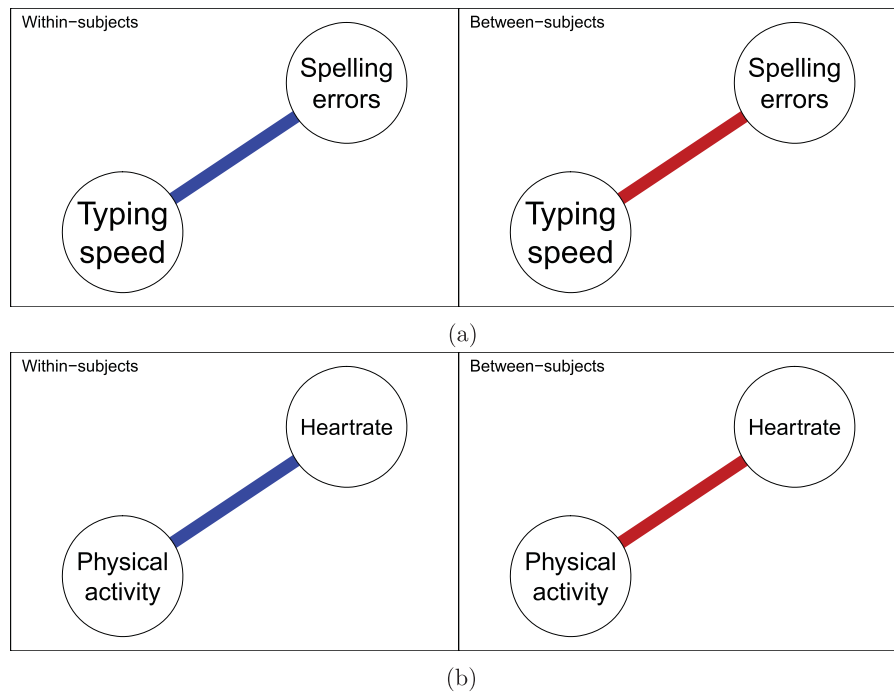 Within−subjects
Spelling
errors
Typing
speed
Between−subjects
Spelling
errors
Typing
speed
(a)
Within−subjects
Heartrate
Physical
activity
Between−subjects
Heartrate
Physical
activity
(b)